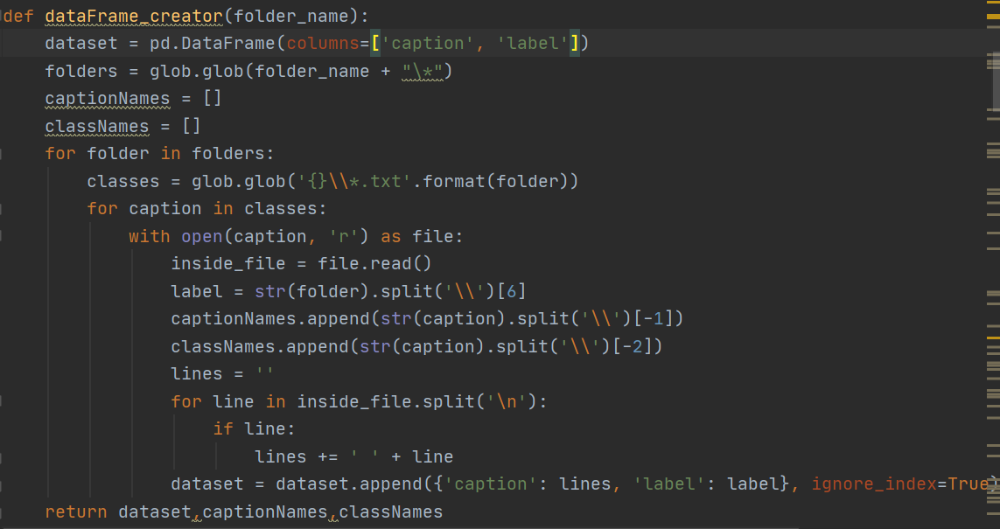 def dataFrame_creator(folder_name):
    dataset = pd.DataFrame(columns=['caption', 'label'])
    folders = glob.glob(folder_name + "\*")
    captionNames = []
    classNames = []
    for folder in folders:
        classes = glob.glob('{}\\*.txt'.format(folder))
        for caption in classes:
            with open(caption, 'r') as file:
                inside_file = file.read()
                label = str(folder).split('\\')[6]
                captionNames.append(str(caption).split('\\')[-1])
                classNames.append(str(caption).split('\\')[-2])
                lines = ''
                for line in inside_file.split('\n'):
                    if line:
                        lines += ' ' + line
                dataset = dataset.append({'caption': lines, 'label': label}, ignore_index=True)
    return dataset,captionNames,classNames